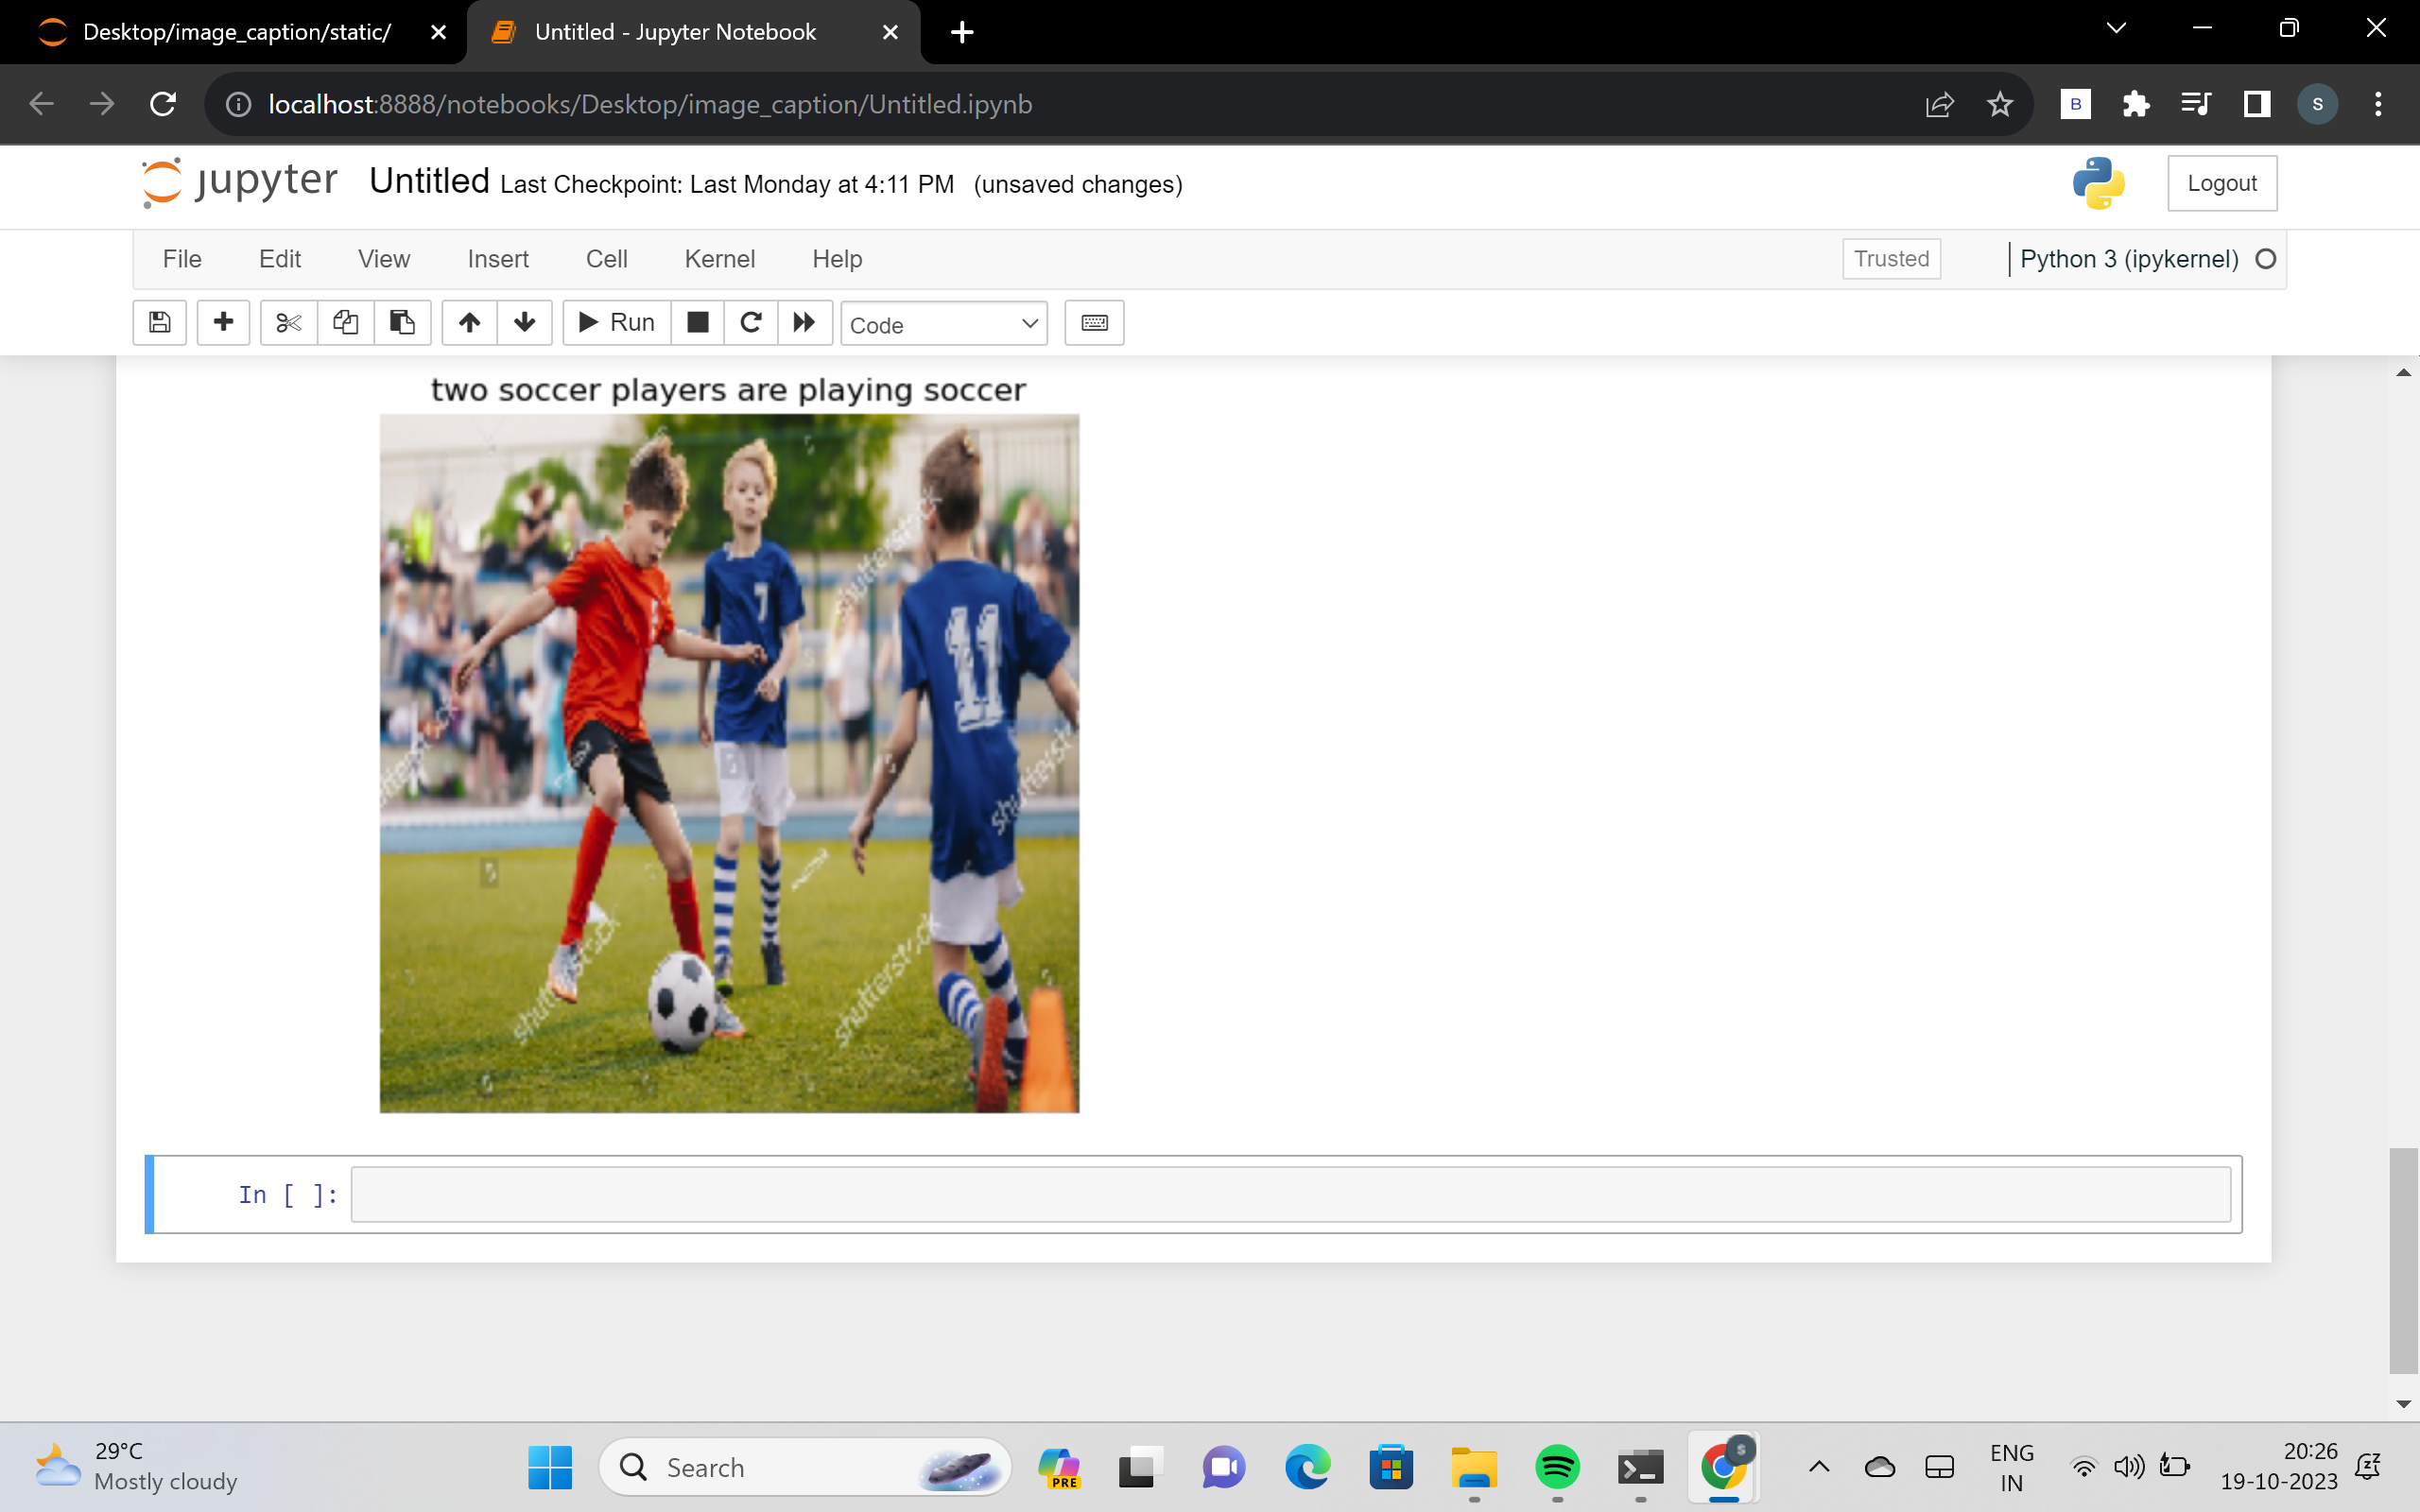 Desktop/image_caption/static/
Untitled - Jupyter Notebook
localhost:8888/notebooks/Desktop/image_caption/Untitled.ipynb
B
S
jupyter Untitled Last Checkpoint: Last Monday at 4:11 PM (unsaved changes)
Logout
File Edit View Insert Cell Kernel Help
Trusted
Python 3 (ipykernel)
Run
Code
two soccer players are playing soccer
7
11
shutterstock
shutterstock
shutterstock
shutterstock
In [ ]:
29°C
Mostly cloudy
Search
PRE
S
ENG
IN
20:26
19-10-2023